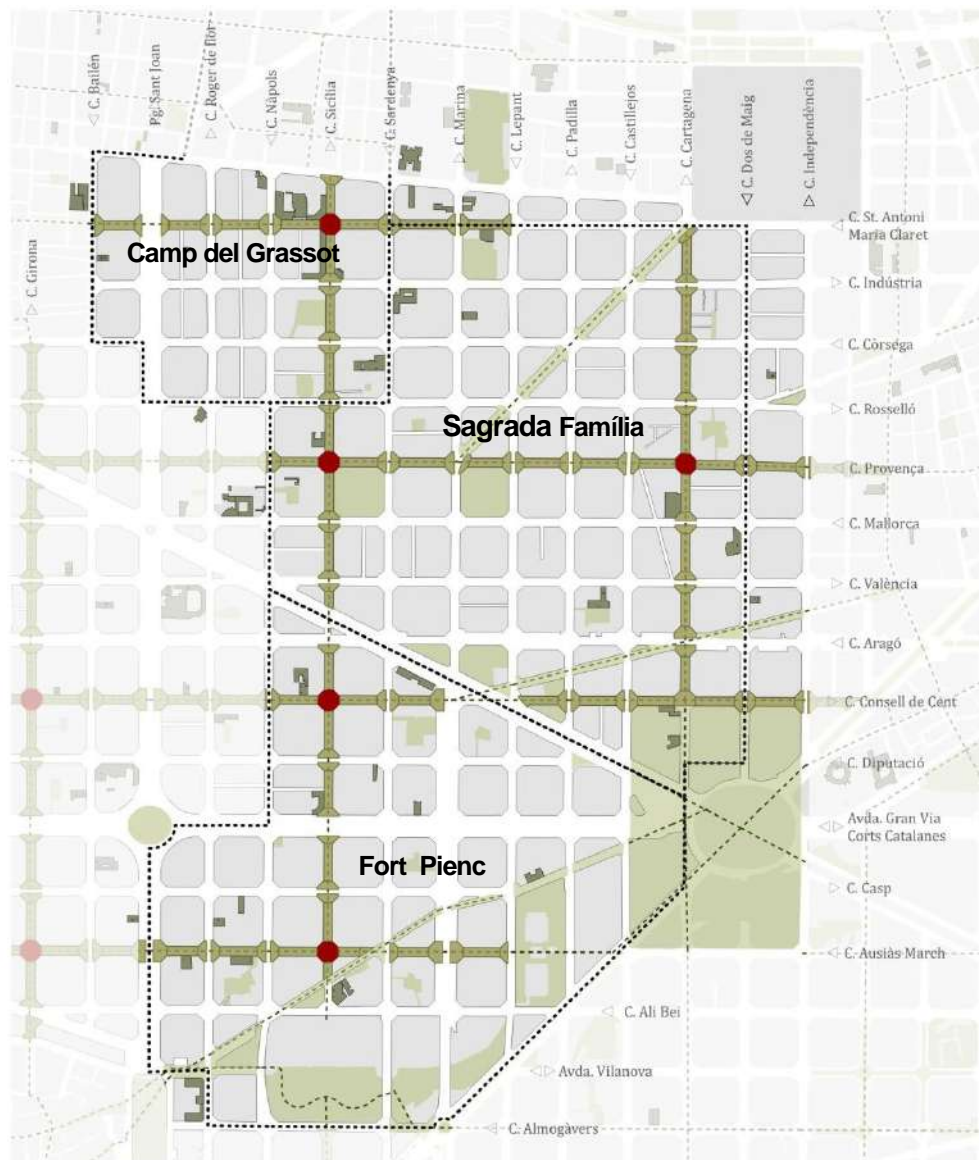 C. Bailén
Pg. Sant Joan
C. Roger de flor
C. Nàpols
C. Sicília
C. Sardenya
C. Marina
C. Lepant
C. Padilla
C. Castillejos
C. Cartagena
C. Dos de Maig
C. Independència
C. St. Antoni
Maria Claret
Camp del Grassot
C. Girona
C. Indústria
C. Còrsega
C. Rosselló
Sagrada Família
C. Provença
C. Mallorca
C. València
C. Aragó
C. Consell de Cent
C. Diputació
Avda. Gran Via
Corts Catalanes
Fort Pienc
C. Casp
C. Ausiàs March
C. Ali Bei
Avda. Vilanova
C. Almogàvers